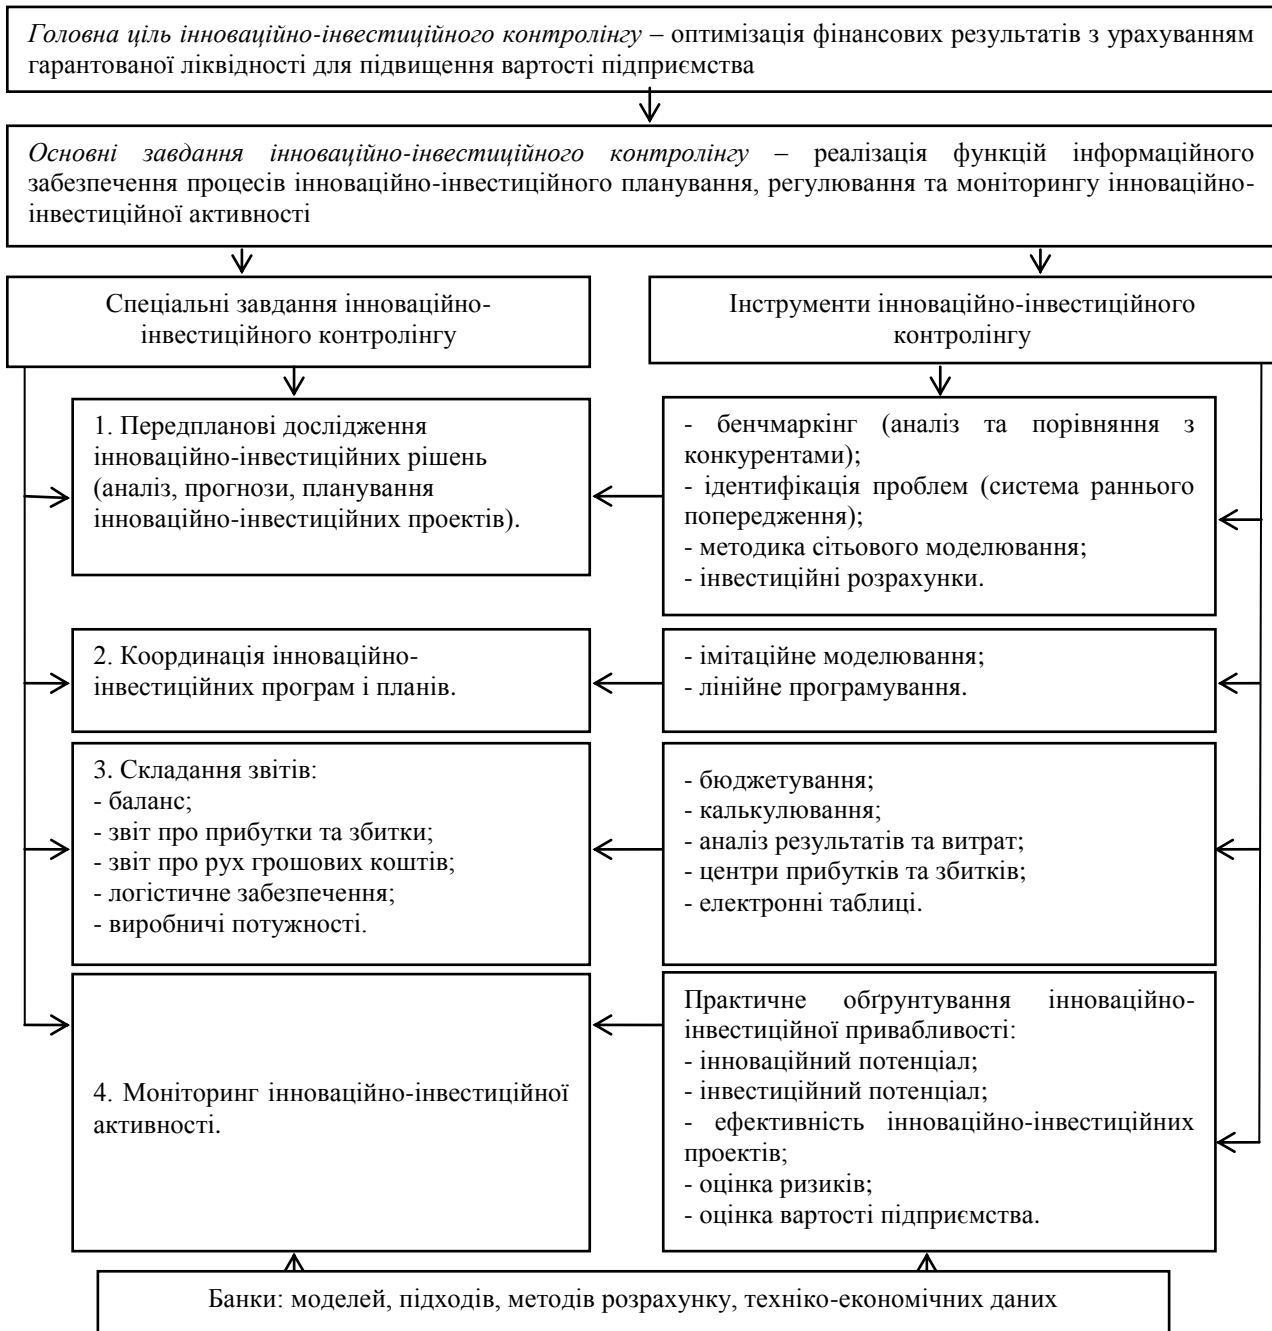 Головна ціль інноваційно-інвестиційного контролінгу – оптимізація фінансових результатів з урахуванням
гарантованої ліквідності для підвищення вартості підприємства
Основні завдання інноваційно-інвестиційного контролінгу – реалізація функцій інформаційного
забезпечення процесів інноваційно-інвестиційного планування, регулювання та моніторингу інноваційно-
інвестиційної активності
Спеціальні завдання інноваційно-
інвестиційного контролінгу
Інструменти інноваційно-інвестиційного
контролінгу
1. Передпланові дослідження
інноваційно-інвестиційних рішень
(аналіз, прогнози, планування
інноваційно-інвестиційних проектів).
- бенчмаркінг (аналіз та порівняння з
конкурентами);
- ідентифікація проблем (система раннього
попередження);
- методика сітьового моделювання;
- інвестиційні розрахунки.
2. Координація інноваційно-
інвестиційних програм і планів.
- імітаційне моделювання;
- лінійне програмування.
3. Складання звітів:
- баланс;
- звіт про прибутки та збитки;
- звіт про рух грошових коштів;
- логістичне забезпечення;
- виробничі потужності.
- бюджетування;
- калькулювання;
- аналіз результатів та витрат;
- центри прибутків та збитків;
- електронні таблиці.
4. Моніторинг інноваційно-інвестиційної
активності.
Практичне обґрунтування інноваційно-
інвестиційної привабливості:
- інноваційний потенціал;
- інвестиційний потенціал;
- ефективність інноваційно-інвестиційних
проектів;
- оцінка ризиків;
- оцінка вартості підприємства.
Банки: моделей, підходів, методів розрахунку, техніко-економічних даних